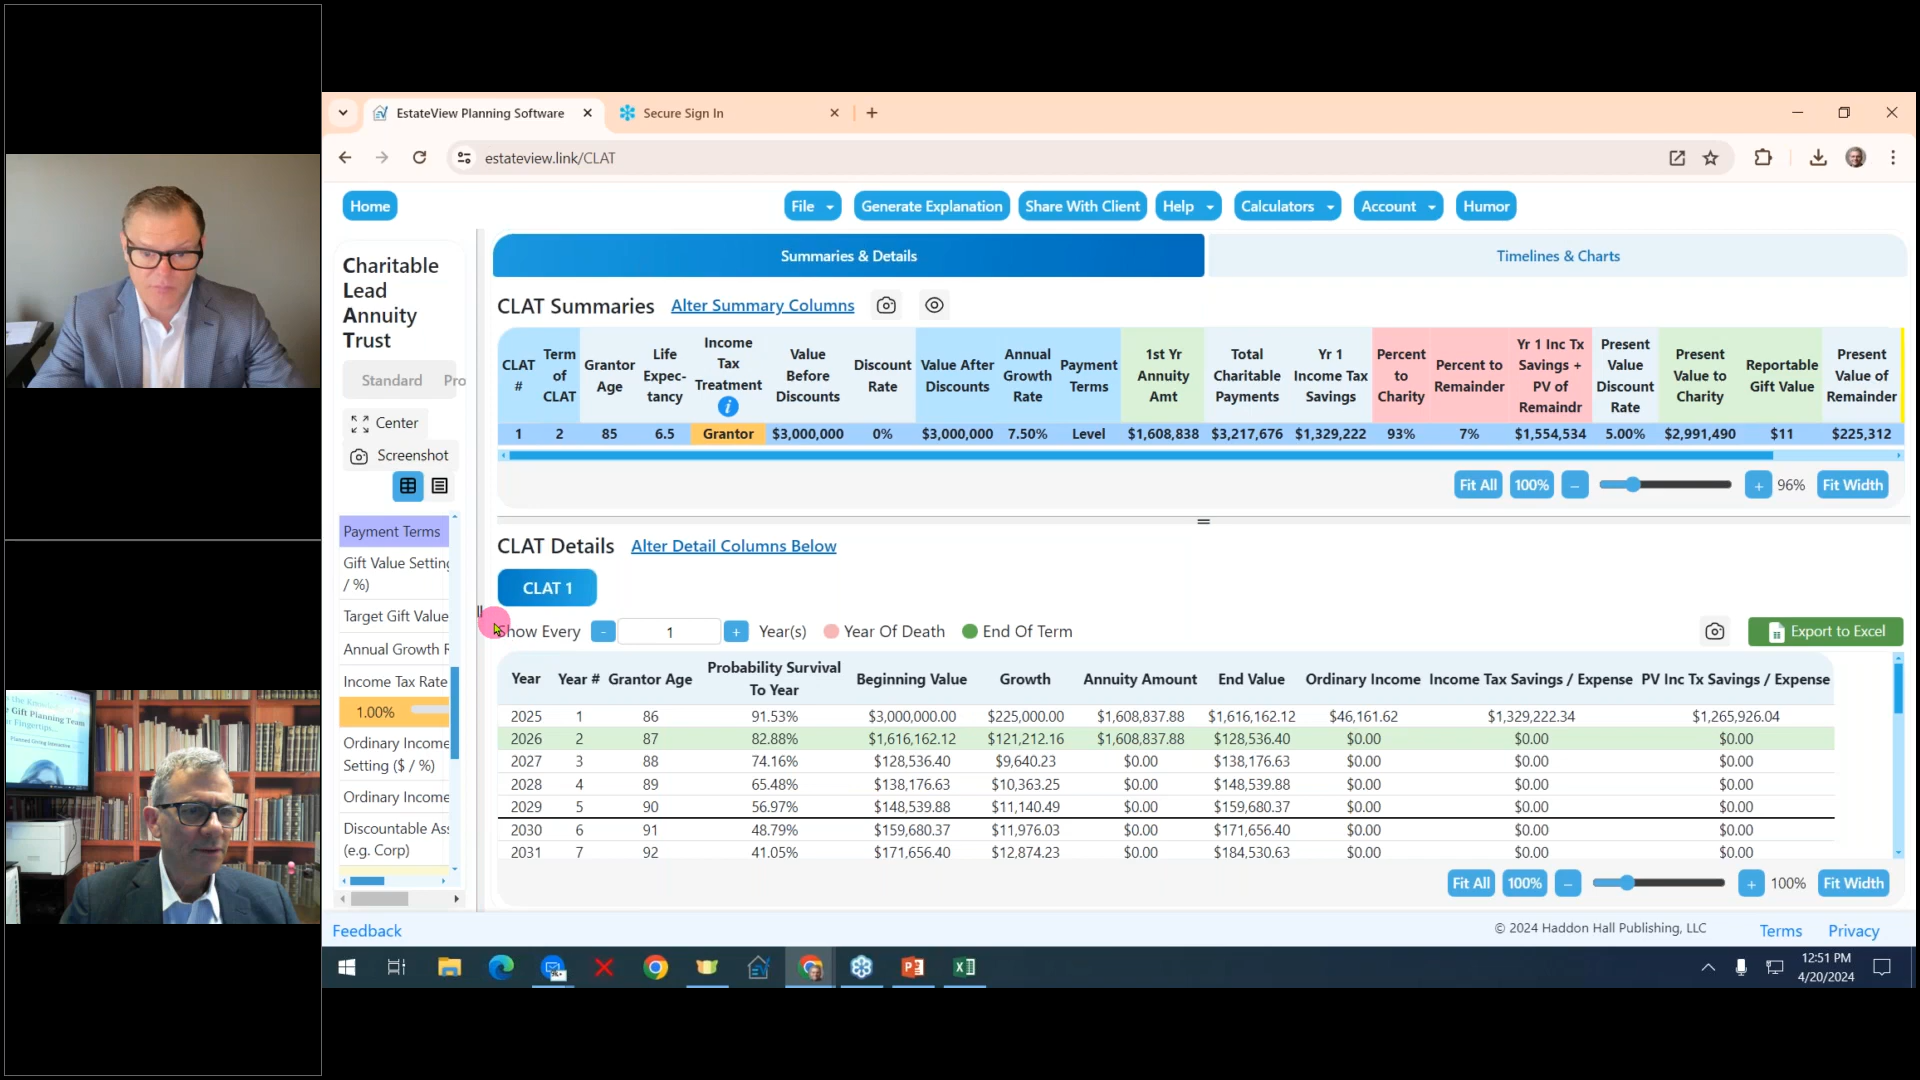 EstateView Planning Software
Secure Sign In
estateview.link/CLAT
Home
File
Generate Explanation
Share With Client
Help
Calculators
Account
Humor
Charitable
Lead
Annuity
Trust
Standard Pro
Center
Screenshot
Payment Terms
Gift Value Setting
/ %)
Target Gift Value
Annual Growth R
Income Tax Rate
1.00%
Ordinary Income
Setting ($ / %)
Ordinary Income
Discountable Ass
(e.g. Corp)
Summaries & Details
Timelines & Charts
CLAT Summaries Alter Summary Columns
CLAT # Term of CLAT Grantor Age Life Expec-tancy Income Tax Treatment Value Before Discounts Discount Rate Value After Discounts Annual Growth Rate Payment Terms 1st Yr Annuity Amt Total Charitable Payments Yr 1 Income Tax Savings Percent to Charity Percent to Remainder Yr 1 Inc Tx Savings + PV of Remaindr Present Value Discount Rate Present Value to Charity Reportable Gift Value Present Value of Remainder
1 2 85 6.5 Grantor $3,000,000 0% $3,000,000 7.50% Level $1,608,838 $3,217,676 $1,329,222 93% 7% $1,554,534 5.00% $2,991,490 $11 $225,312
Fit All 100% – + 96% Fit Width
CLAT Details Alter Detail Columns Below
CLAT 1
Show Every - 1 + Year(s) Year Of Death End Of Term
Export to Excel
Year Year # Grantor Age Probability Survival To Year Beginning Value Growth Annuity Amount End Value Ordinary Income Income Tax Savings / Expense PV Inc Tx Savings / Expense
2025 1 86 91.53% $3,000,000.00 $225,000.00 $1,608,837.88 $1,616,162.12 $46,161.62 $1,329,222.34 $1,265,926.04
2026 2 87 82.88% $1,616,162.12 $121,212.16 $1,608,837.88 $128,536.40 $0.00 $0.00 $0.00
2027 3 88 74.16% $128,536.40 $9,640.23 $0.00 $138,176.63 $0.00 $0.00 $0.00
2028 4 89 65.48% $138,176.63 $10,363.25 $0.00 $148,539.88 $0.00 $0.00 $0.00
2029 5 90 56.97% $148,539.88 $11,140.49 $0.00 $159,680.37 $0.00 $0.00 $0.00
2030 6 91 48.79% $159,680.37 $11,976.03 $0.00 $171,656.40 $0.00 $0.00 $0.00
2031 7 92 41.05% $171,656.40 $12,874.23 $0.00 $184,530.63 $0.00 $0.00 $0.00
Fit All 100% – + 100% Fit Width
Feedback
© 2024 Haddon Hall Publishing, LLC
Terms
Privacy
12:51 PM
4/20/2024
Gift Planning Team
Fingertips...